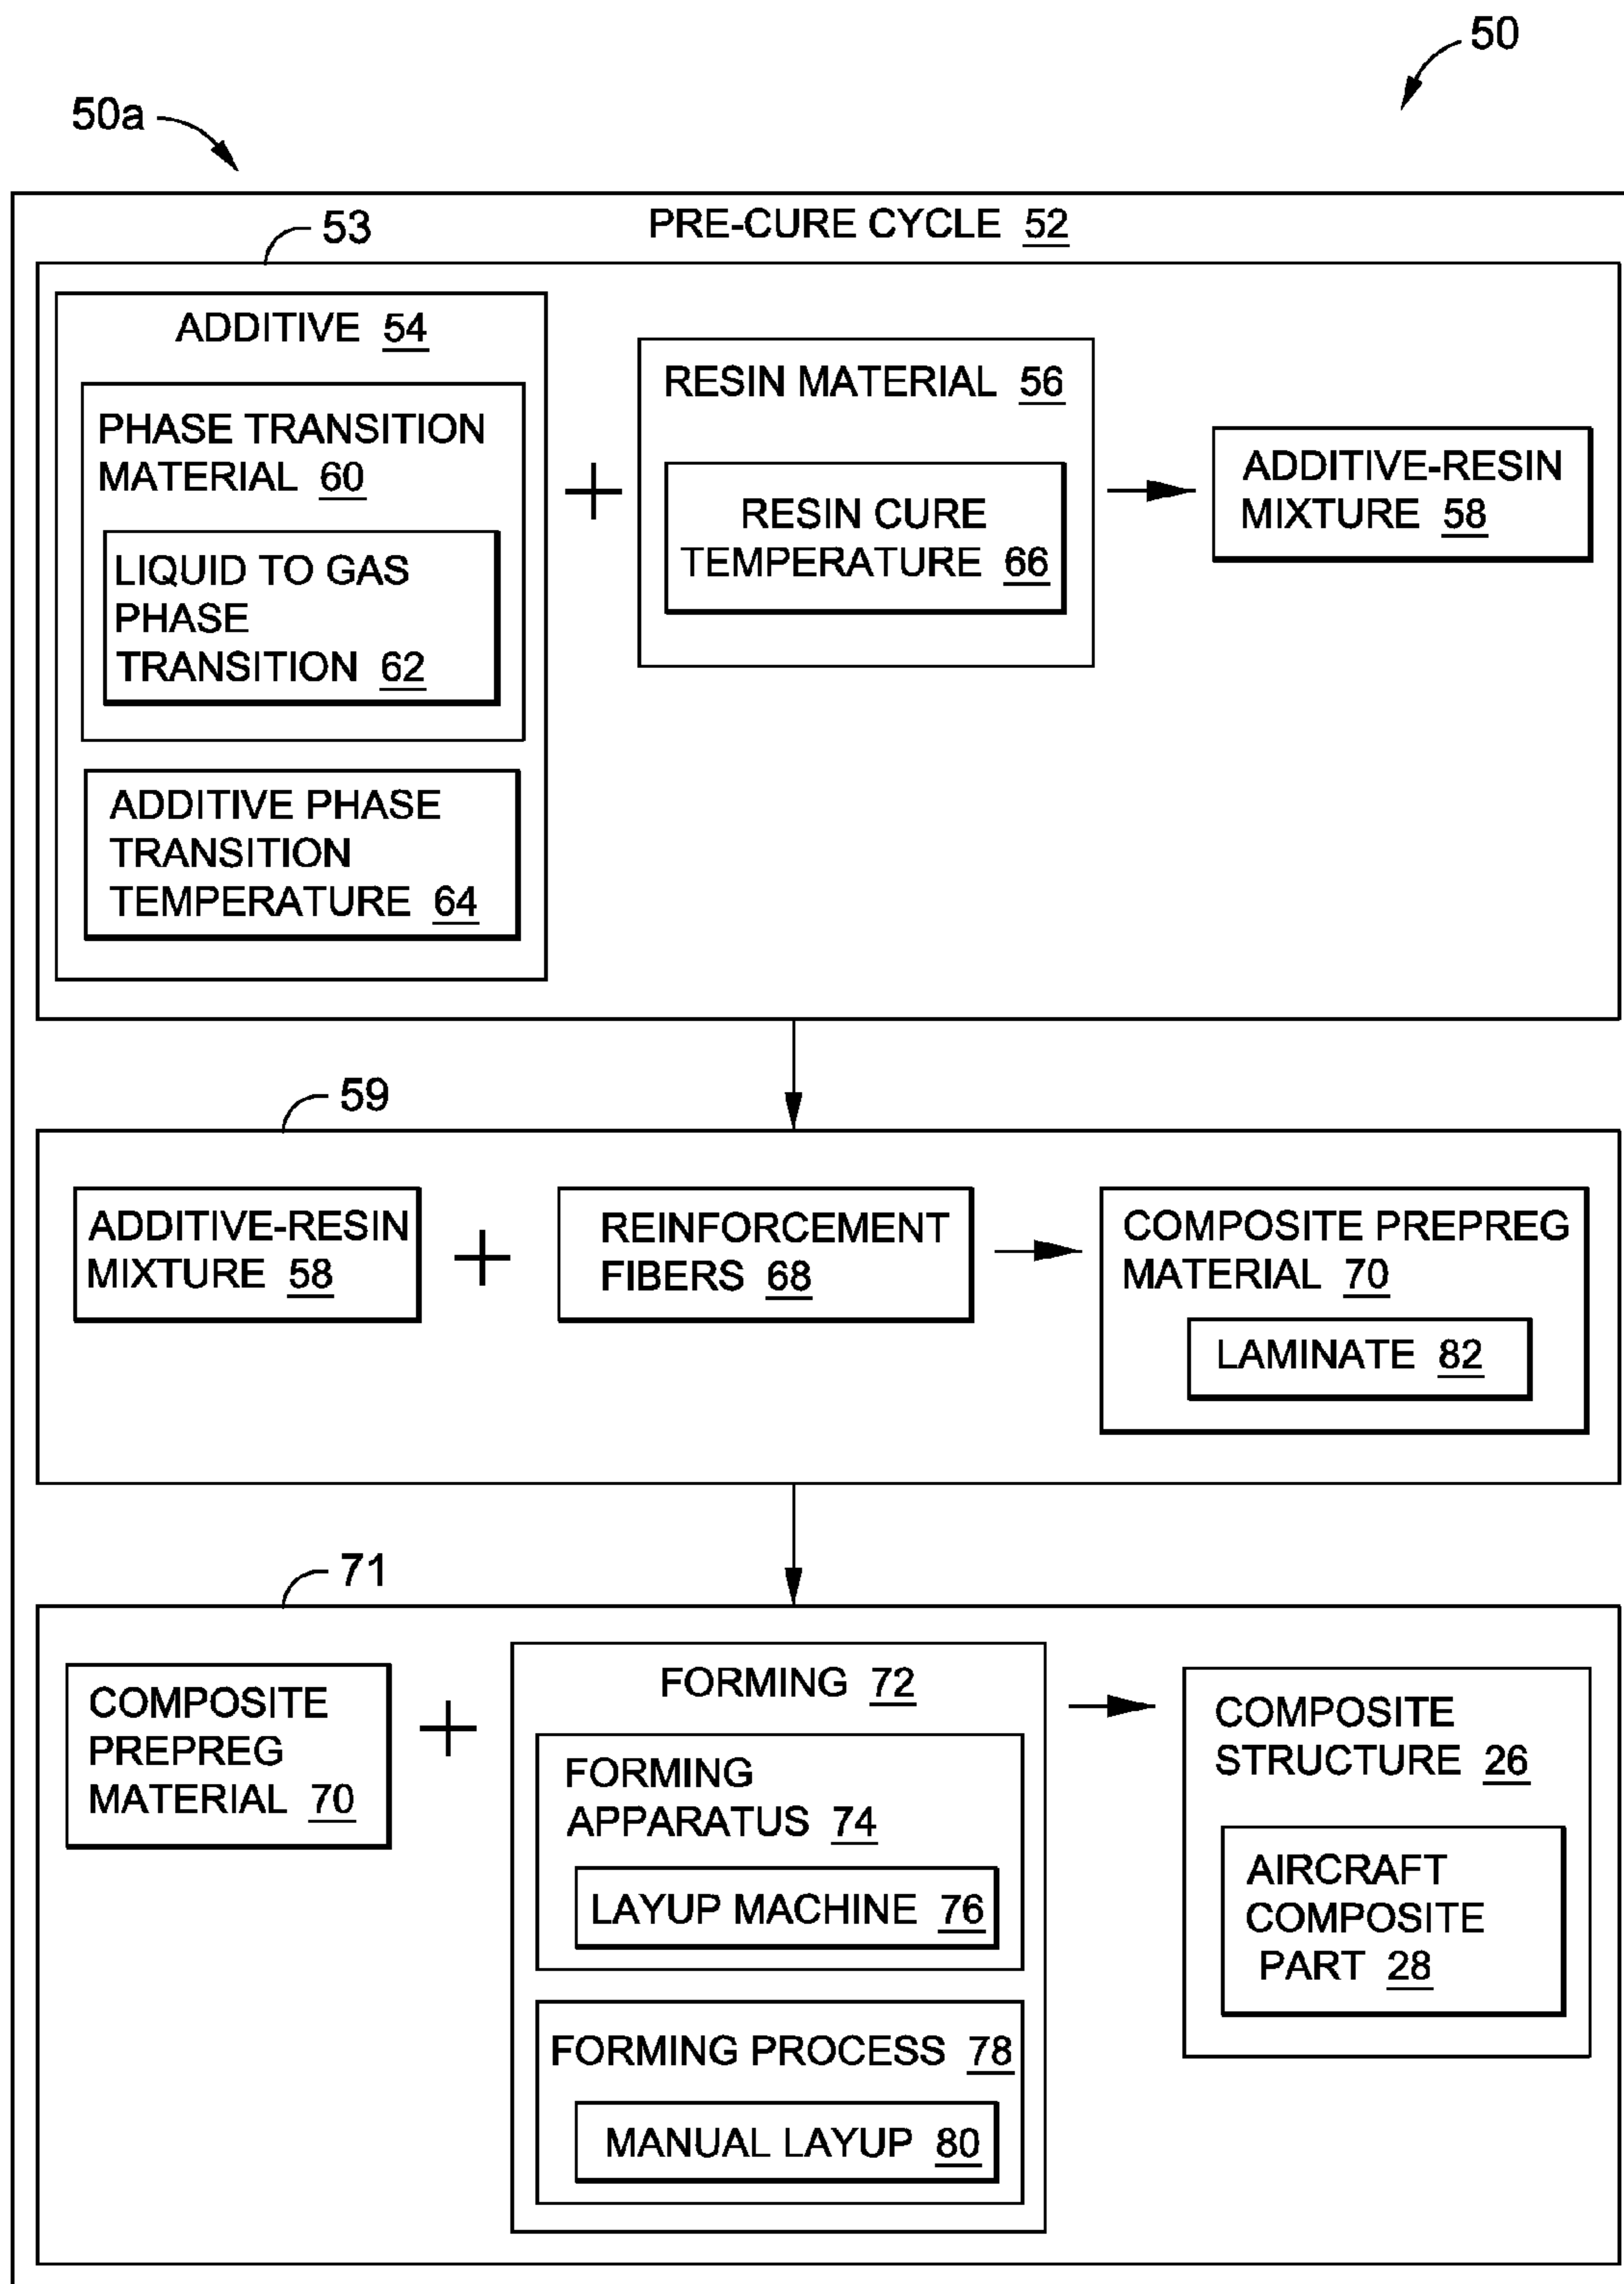 50
50a
PRE-CURE CYCLE 52
53
ADDITIVE 54
PHASE TRANSITION
MATERIAL 60
LIQUID TO GAS
PHASE
TRANSITION 62
ADDITIVE PHASE
TRANSITION
TEMPERATURE 64
+
RESIN MATERIAL 56
RESIN CURE
TEMPERATURE 66
ADDITIVE-RESIN
MIXTURE 58
59
ADDITIVE-RESIN
MIXTURE 58
+
REINFORCEMENT
FIBERS 68
COMPOSITE PREPREG
MATERIAL 70
LAMINATE 82
71
COMPOSITE
PREPREG
MATERIAL 70
+
FORMING 72
FORMING
APPARATUS 74
LAYUP MACHINE 76
FORMING PROCESS 78
MANUAL LAYUP 80
COMPOSITE
STRUCTURE 26
AIRCRAFT
COMPOSITE
PART 28